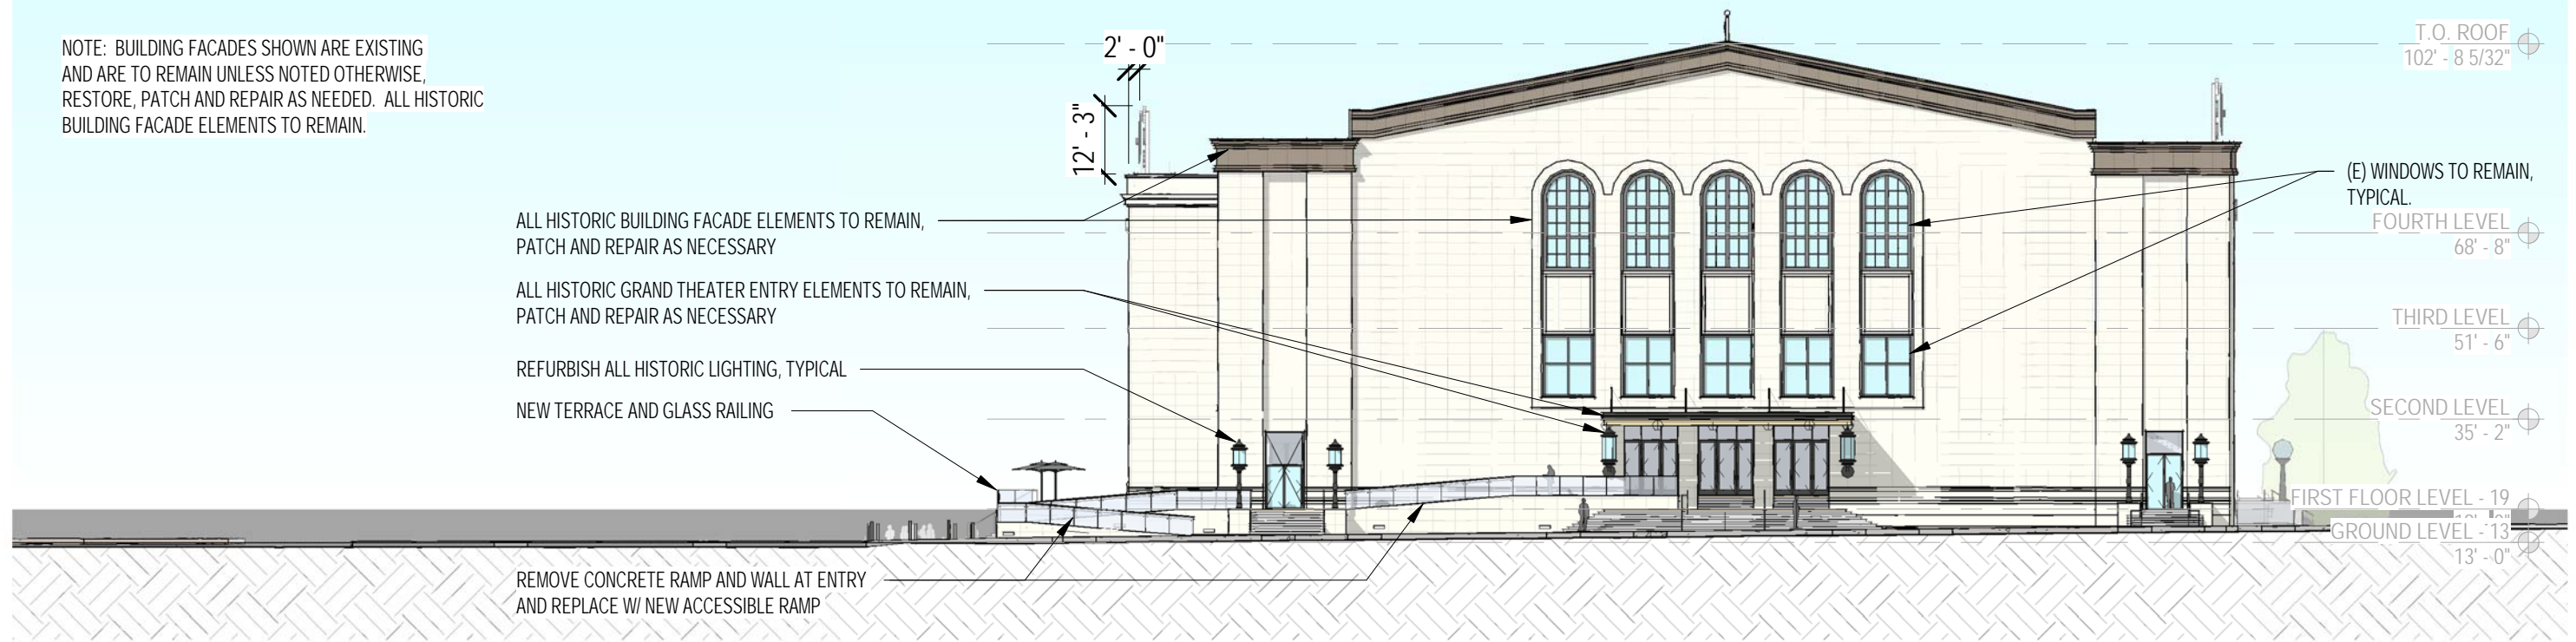 NOTE: BUILDING FACADES SHOWN ARE EXISTING
AND ARE TO REMAIN UNLESS NOTED OTHERWISE,
RESTORE, PATCH AND REPAIR AS NEEDED. ALL HISTORIC
BUILDING FACADE ELEMENTS TO REMAIN.
2' - 0"
12' - 3"
T.O. ROOF
102' - 8 5/32"
(E) WINDOWS TO REMAIN,
TYPICAL.
ALL HISTORIC BUILDING FACADE ELEMENTS TO REMAIN,
PATCH AND REPAIR AS NECESSARY
FOURTH LEVEL
68' - 8"
ALL HISTORIC GRAND THEATER ENTRY ELEMENTS TO REMAIN,
PATCH AND REPAIR AS NECESSARY
THIRD LEVEL
51' - 6"
REFURBISH ALL HISTORIC LIGHTING, TYPICAL
NEW TERRACE AND GLASS RAILING
SECOND LEVEL
35' - 2"
FIRST FLOOR LEVEL - 19
GROUND LEVEL - 13
13' - 0"
REMOVE CONCRETE RAMP AND WALL AT ENTRY
AND REPLACE W/ NEW ACCESSIBLE RAMP